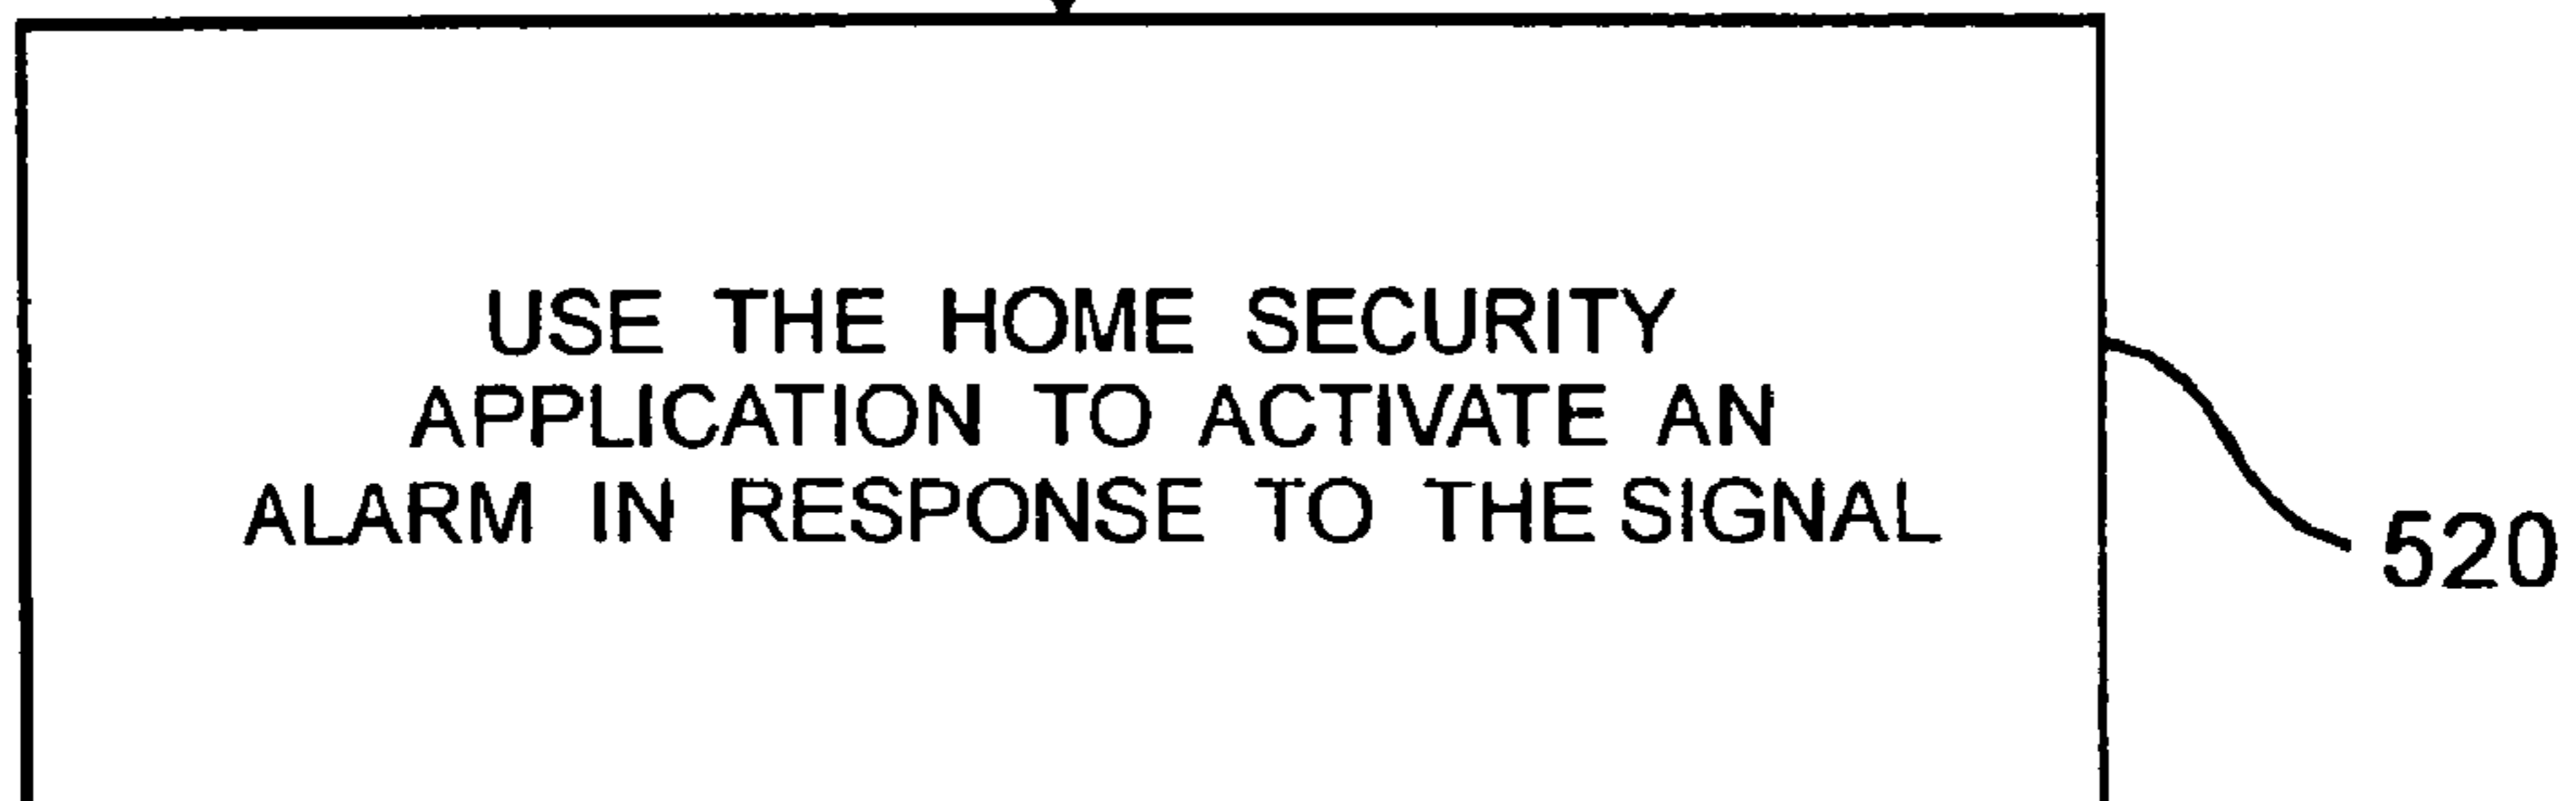 USE THE HOME SECURITY
APPLICATION TO ACTIVATE AN
ALARM IN RESPONSE TO THE SIGNAL
520